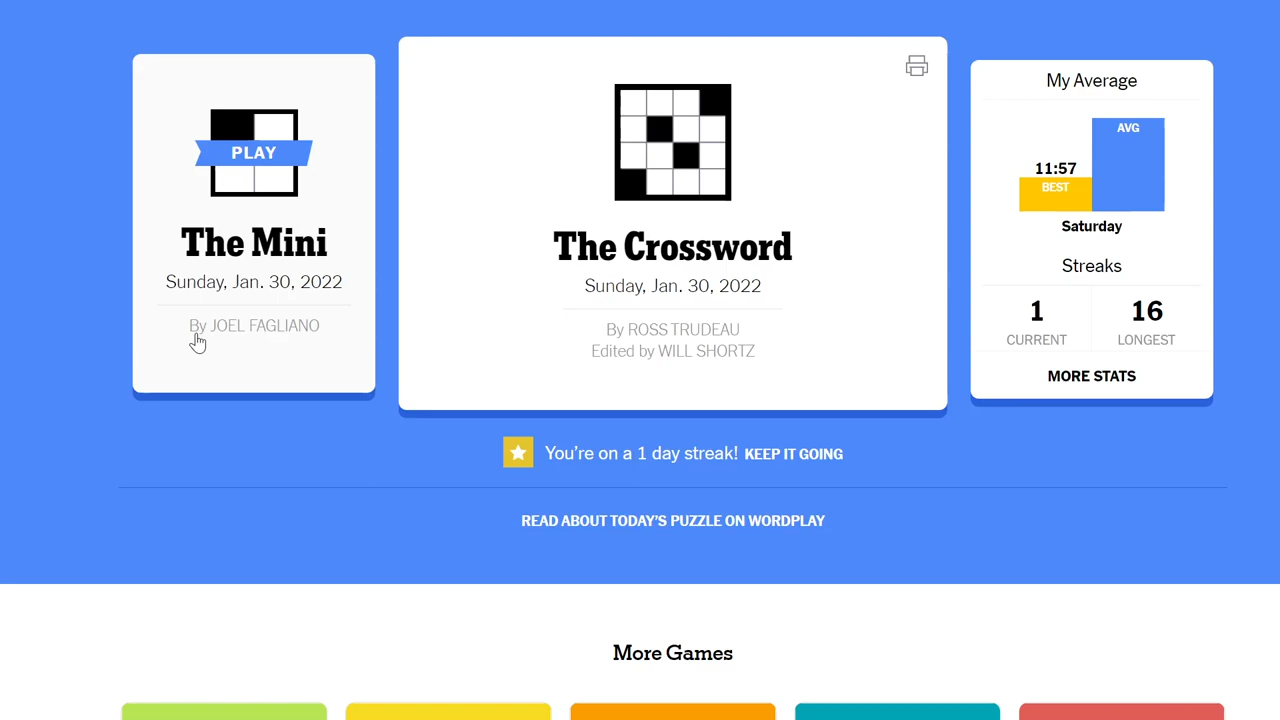 PLAY
The Mini
Sunday, Jan. 30, 2022
By JOEL FAGLIANO
The Crossword
Sunday, Jan. 30, 2022
By ROSS TRUDEAU
Edited by WILL SHORTZ
My Average
AVG
11:57
BEST
Saturday
Streaks
1 16
CURRENT LONGEST
MORE STATS
You’re on a 1 day streak! KEEP IT GOING
READ ABOUT TODAY’S PUZZLE ON WORDPLAY
More Games